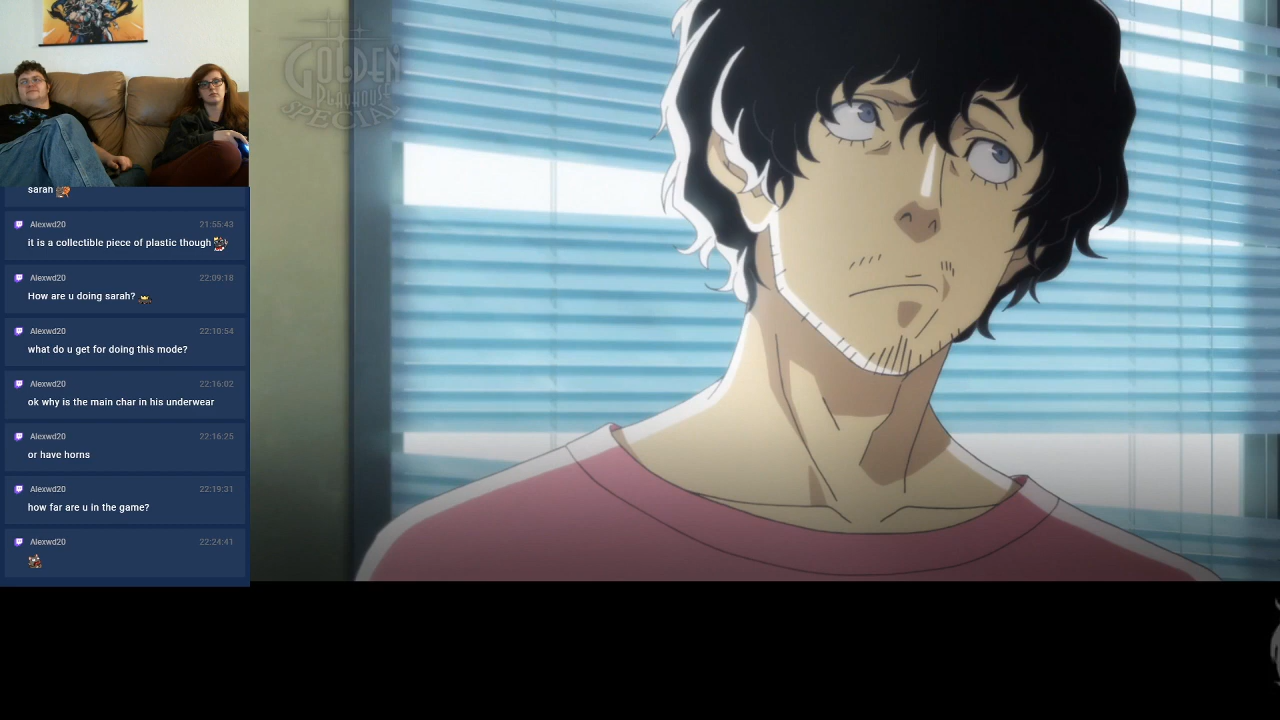 GOLDEN
PLAYHOUSE
SPECIAL
sarah
Alexwd20 21:55:43
it is a collectible piece of plastic though
Alexwd20 22:09:18
How are u doing sarah?
Alexwd20 22:10:54
what do u get for doing this mode?
Alexwd20 22:16:02
ok why is the main char in his underwear
Alexwd20 22:16:25
or have horns
Alexwd20 22:19:31
how far are u in the game?
Alexwd20 22:24:41